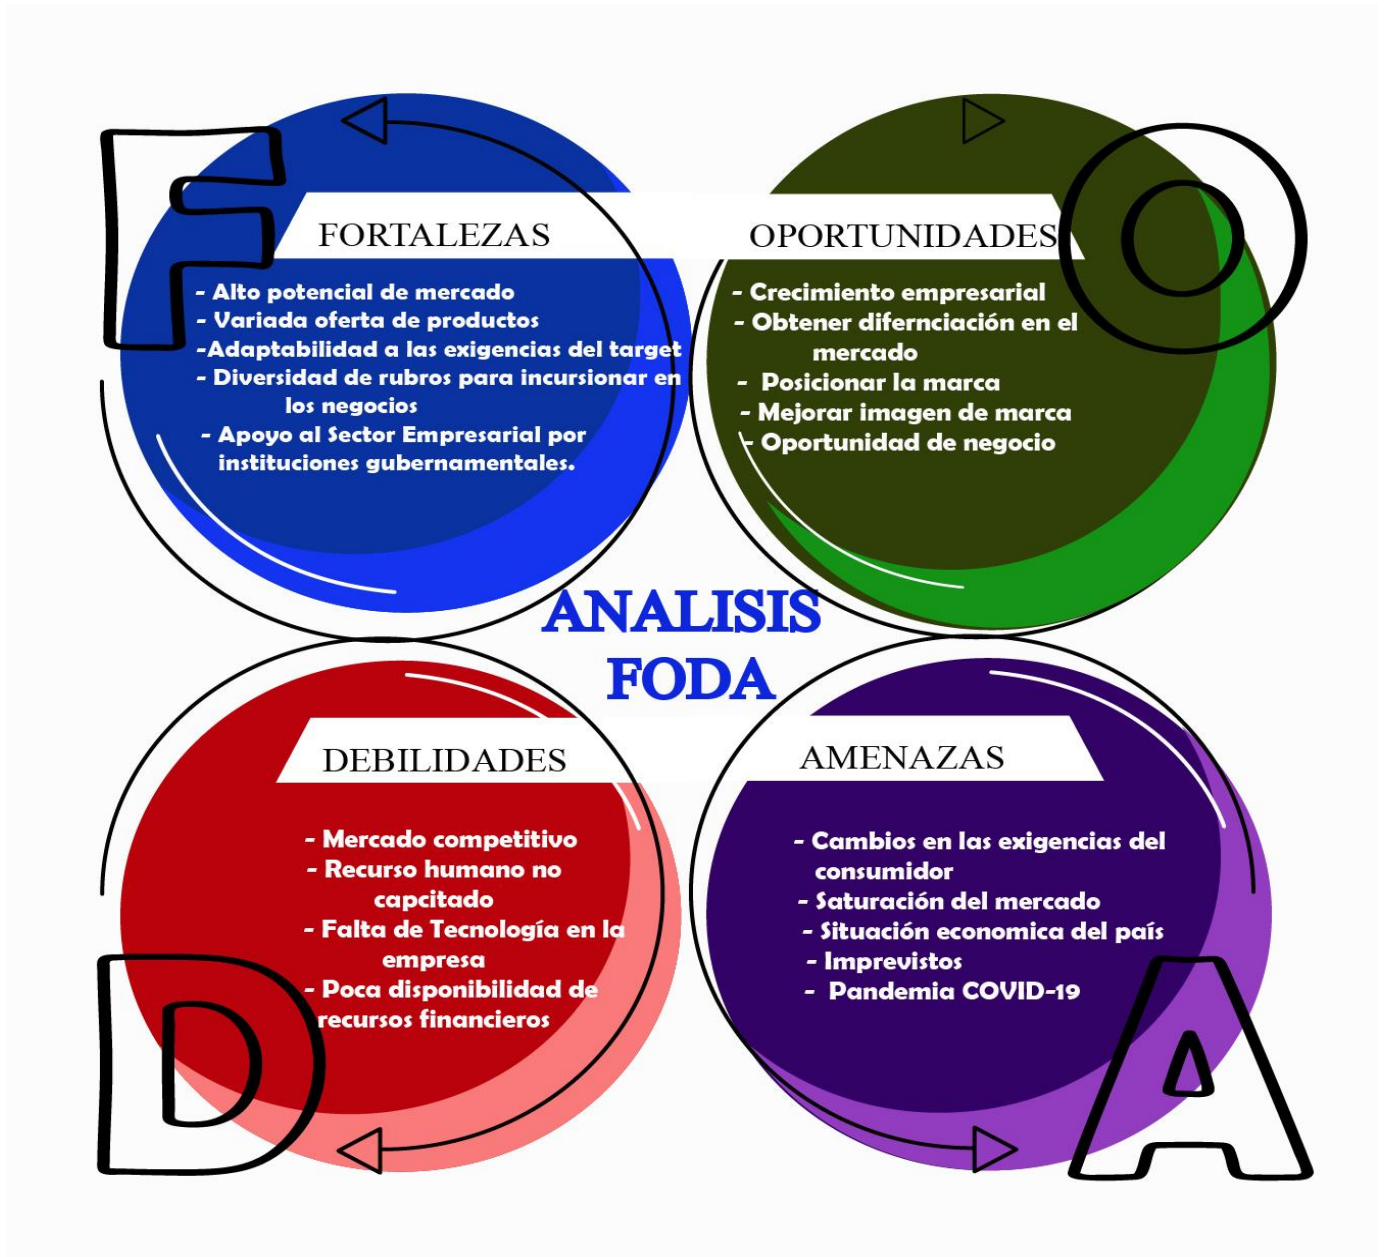 F
FORTALEZAS
- Alto potencial de mercado
- Variada oferta de productos
-Adaptabilidad a las exigencias del target
- Diversidad de rubros para incursionar en
los negocios
- Apoyo al Sector Empresarial por
instituciones gubernamentales.
O
OPORTUNIDADES
- Crecimiento empresarial
- Obtener difernciación en el
mercado
- Posicionar la marca
- Mejorar imagen de marca
- Oportunidad de negocio
ANALISIS
FODA
D
DEBILIDADES
- Mercado competitivo
- Recurso humano no
capcitado
- Falta de Tecnología en la
empresa
- Poca disponibilidad de
recursos financieros
A
AMENAZAS
- Cambios en las exigencias del
consumidor
- Saturación del mercado
- Situación economica del país
- Imprevistos
- Pandemia COVID-19